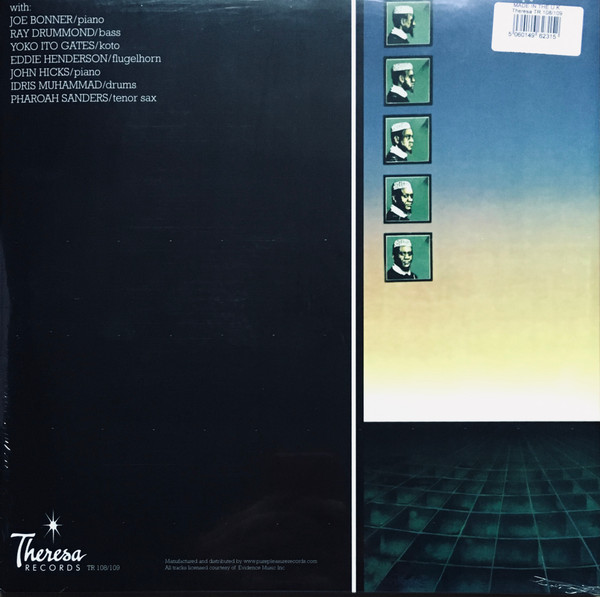 with:
JOE BONNER/piano
RAY DRUMMOND/bass
YOKO ITO GATES/koto
EDDIE HENDERSON/flugelhorn
JOHN HICKS/piano
IDRIS MUHAMMAD/drums
PHAROAH SANDERS/tenor sax
MADE IN THE U.K
Theresa TR 108/109
5 060149 62315
Theresa
RECORDS TR 108/109
Manufactured and distributed by www.purepleasurerecords.com
All tracks licensed courtesy of Evidence Music Inc